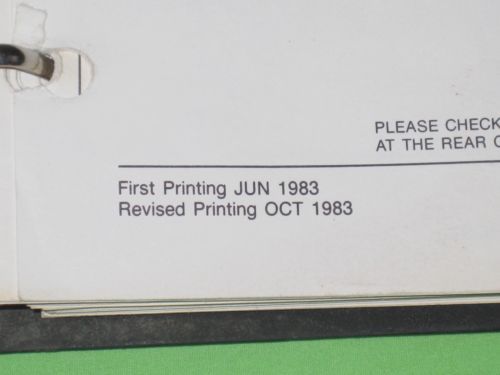 PLEASE CHECK
AT THE REAR
First Printing JUN 1983
Revised Printing OCT 1983